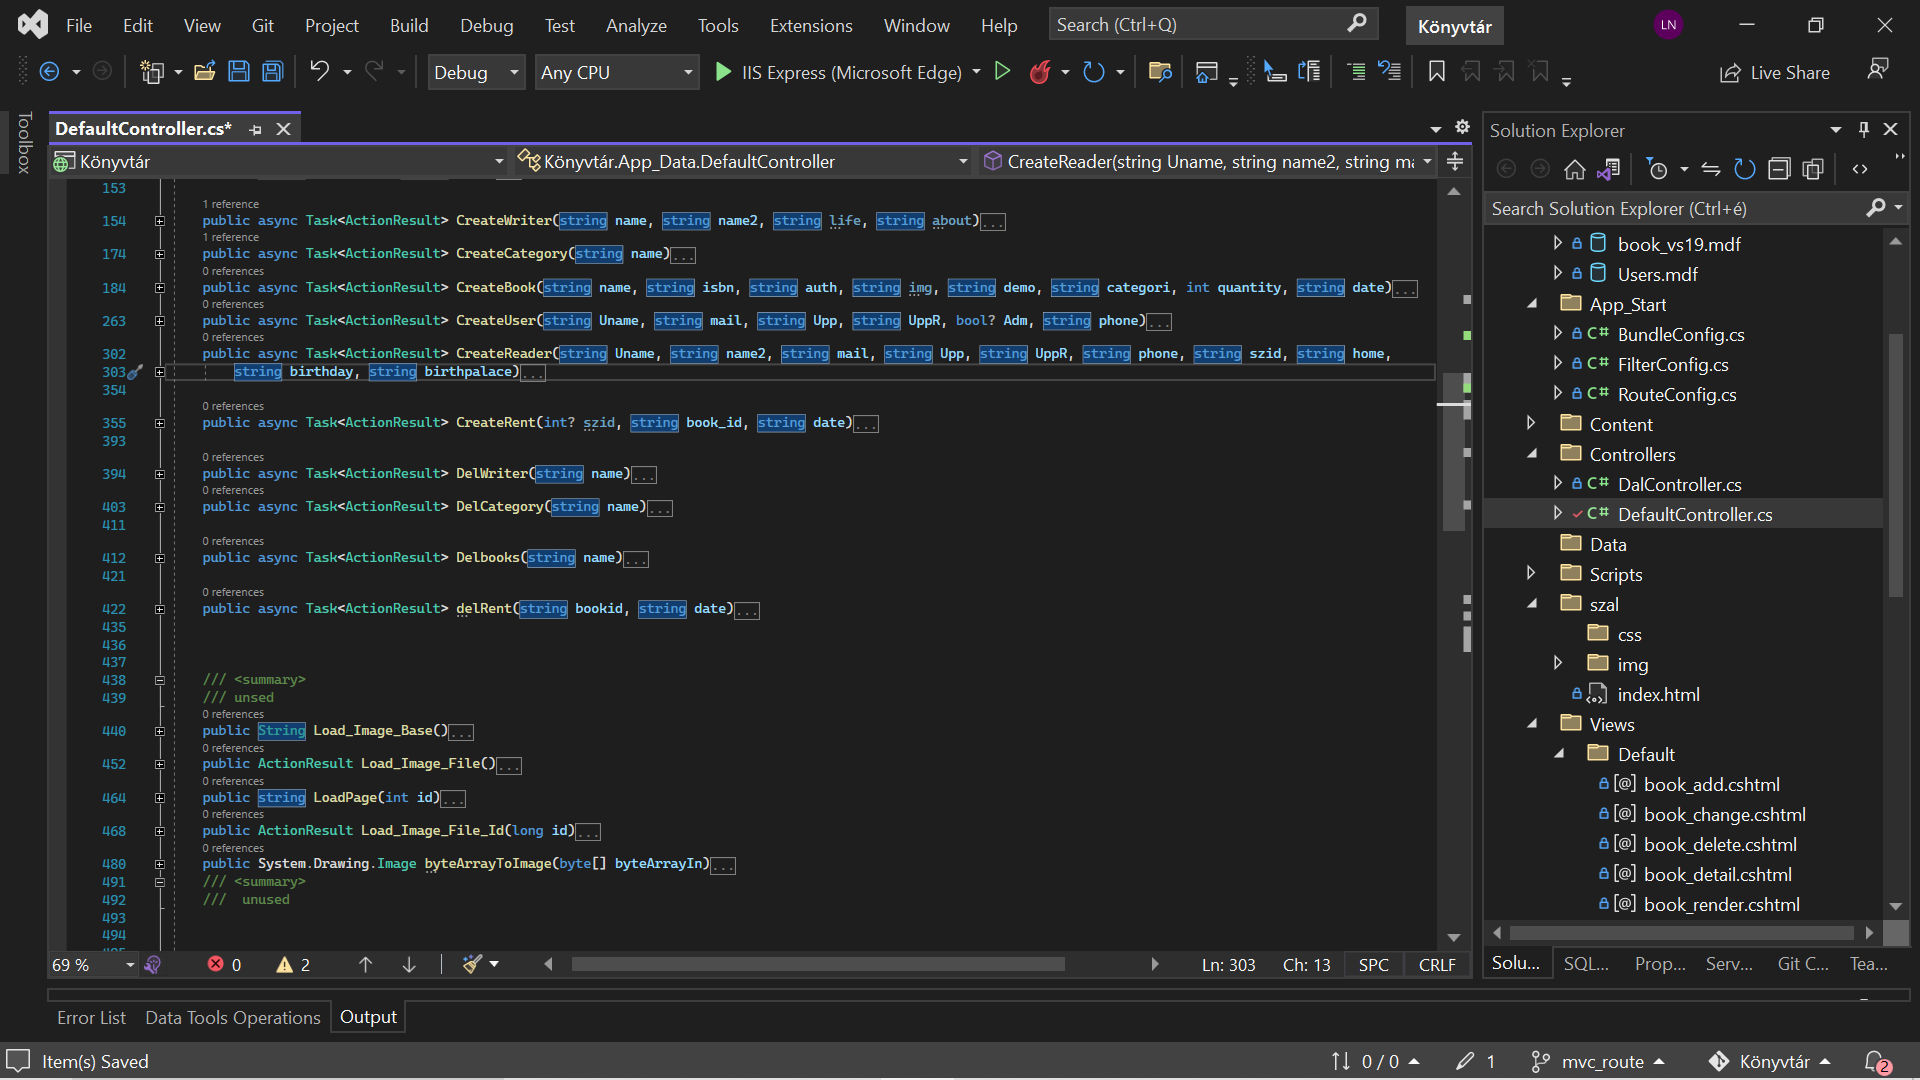 File Edit View Git Project Build Debug Test Analyze Tools Extensions Window Help Search (Ctrl+Q) Könyvtár LN
Debug Any CPU IIS Express (Microsoft Edge) Live Share
Toolbox
DefaultController.cs*
Könyvtár Könyvtár.App_Data.DefaultController CreateReader(string Uname, string name2, string ma
153
1 reference
154 public async Task<ActionResult> CreateWriter(string name, string name2, string life, string about)...
1 reference
174 public async Task<ActionResult> CreateCategory(string name)...
0 references
184 public async Task<ActionResult> CreateBook(string name, string isbn, string auth, string img, string demo, string categori, int quantity, string date)...
0 references
263 public async Task<ActionResult> CreateUser(string Uname, string mail, string Upp, string UppR, bool? Adm, string phone)...
0 references
302 public async Task<ActionResult> CreateReader(string Uname, string name2, string mail, string Upp, string UppR, string phone, string szid, string home,
303 string birthday, string birthpalace)...
354
0 references
355 public async Task<ActionResult> CreateRent(int? szid, string book_id, string date)...
393
0 references
394 public async Task<ActionResult> DelWriter(string name)...
0 references
403 public async Task<ActionResult> DelCategory(string name)...
411
0 references
412 public async Task<ActionResult> Delbooks(string name)...
421
0 references
422 public async Task<ActionResult> delRent(string bookid, string date)...
435
436
437
438 /// <summary>
439 /// unsed
0 references
440 public String Load_Image_Base()...
0 references
452 public ActionResult Load_Image_File()...
0 references
464 public string LoadPage(int id)...
0 references
468 public ActionResult Load_Image_File_Id(long id)...
0 references
480 public System.Drawing.Image byteArrayToImage(byte[] byteArrayIn)...
491 /// <summary>
492 /// unused
493
494
69 % 0 2 Ln: 303 Ch: 13 SPC CRLF
Solution Explorer
Search Solution Explorer (Ctrl+é)
book_vs19.mdf
Users.mdf
App_Start
C# BundleConfig.cs
C# FilterConfig.cs
C# RouteConfig.cs
Content
Controllers
C# DalController.cs
C# DefaultController.cs
Data
Scripts
szal
css
img
index.html
Views
Default
[@] book_add.cshtml
[@] book_change.cshtml
[@] book_delete.cshtml
[@] book_detail.cshtml
[@] book_render.cshtml
Solu... SQL... Prop... Serv... Git C... Tea...
Error List Data Tools Operations Output
Item(s) Saved 0 / 0 1 mvc_route Könyvtár 2